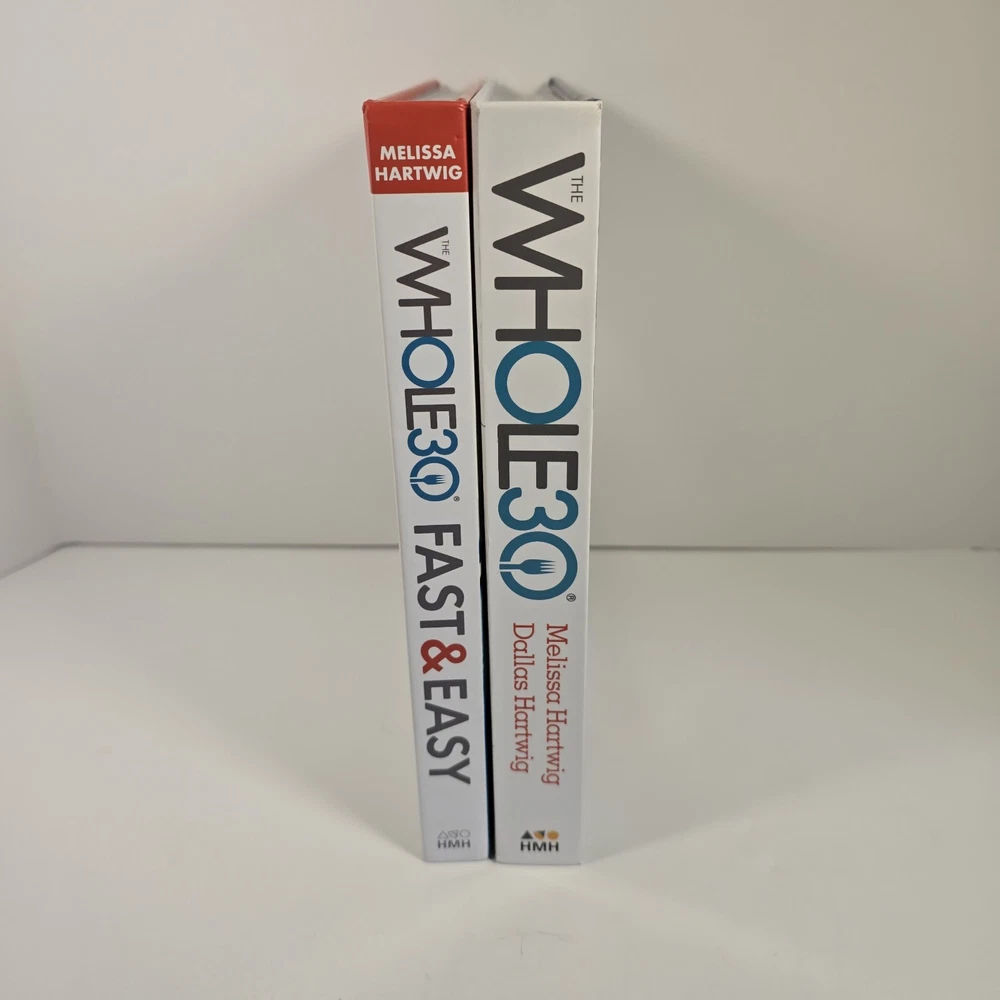 MELISSA
HARTWIG
THE
WHOLE30®
FAST & EASY
HMH
THE
WHOLE30®
Melissa Hartwig
Dallas Hartwig
HMH